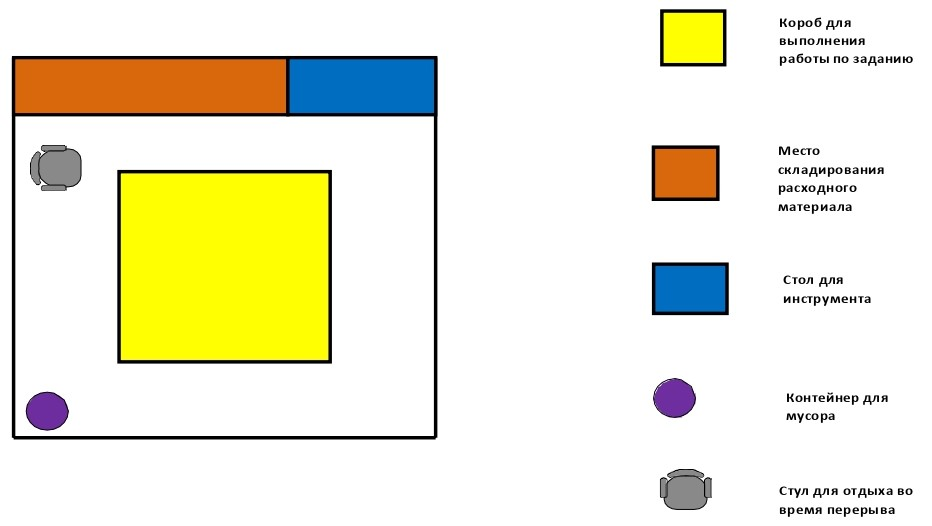 Короб для
выполнения
работы по заданию
Место
складирования
расходного
материала
Стол для
инструмента
Контейнер для
мусора
Стул для отдыха во
время перерыва